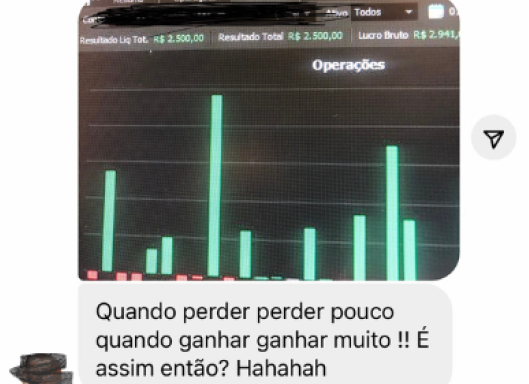 Todos
Resultado Liq Tot. R$ 2.500,00 Resultado Total R$ 2.500,00 Lucro Bruto R$ 2.941,
Operações
Quando perder perder pouco
quando ganhar ganhar muito !! É
assim então? Hahahah